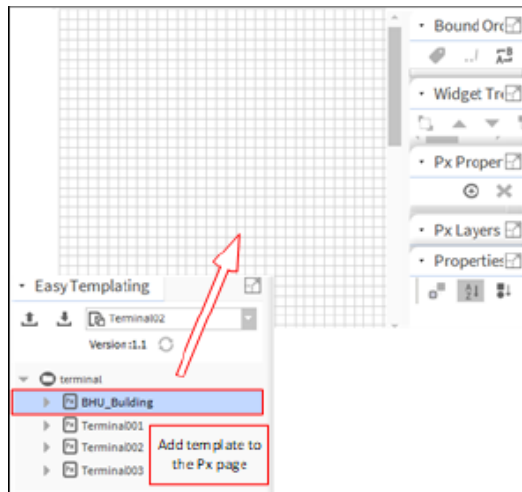 Bound Ord
Widget Tre
Px Proper
Px Layers
Properties
Easy Templating
Terminal02
Version :1.1
terminal
BHU_Building
Terminal001
Terminal002
Terminal003
Add template to
the Px page